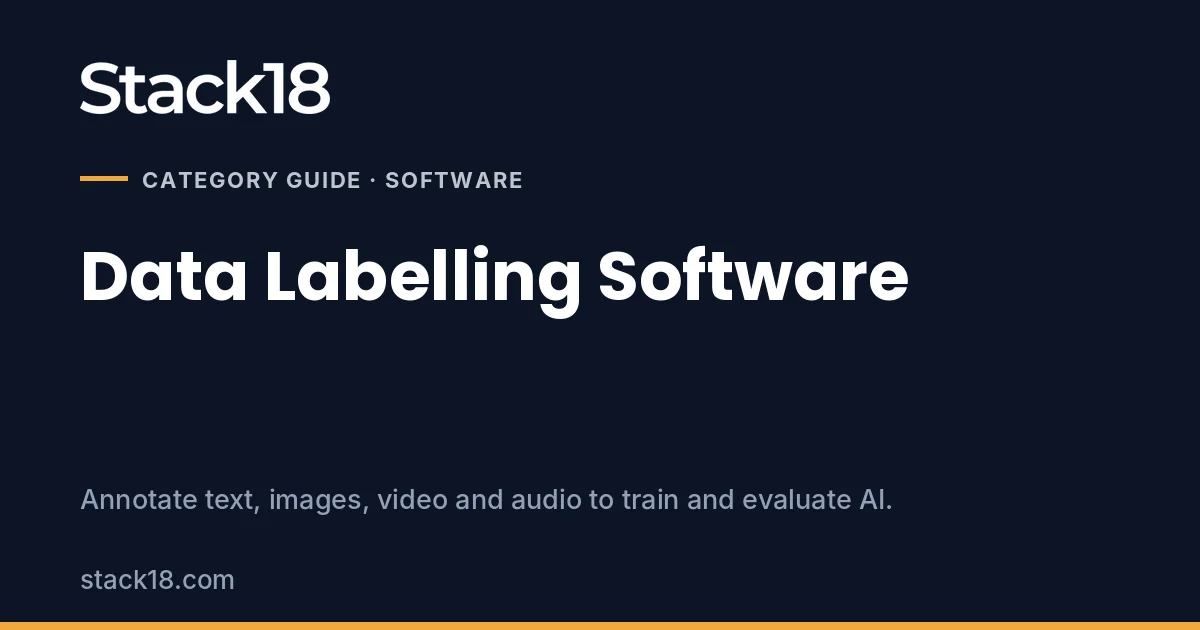 Stack18
CATEGORY GUIDE · SOFTWARE
Data Labelling Software
Annotate text, images, video and audio to train and evaluate AI.
stack18.com